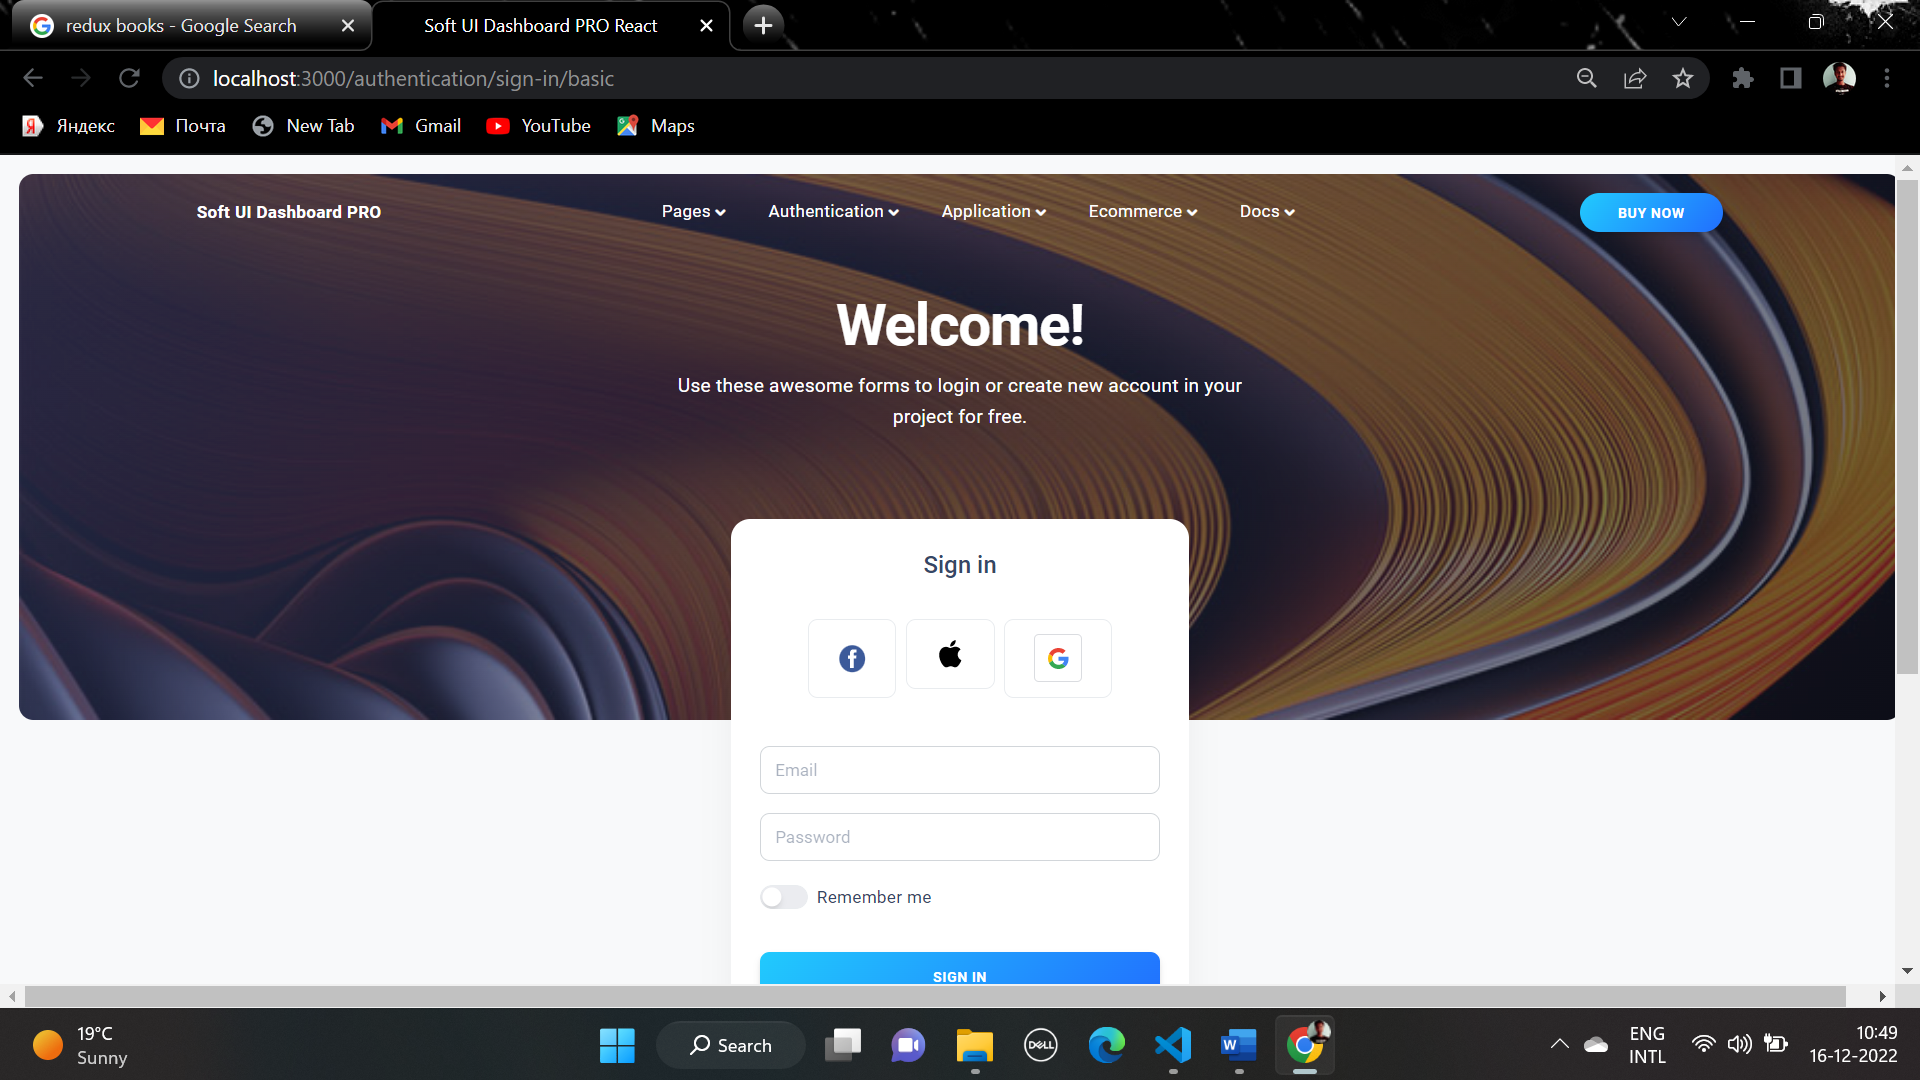 redux books - Google Search
Soft UI Dashboard PRO React
localhost:3000/authentication/sign-in/basic
Яндекс Почта New Tab Gmail YouTube Maps
Soft UI Dashboard PRO Pages Authentication Application Ecommerce Docs BUY NOW
Welcome!
Use these awesome forms to login or create new account in your
project for free.
Sign in
Email
Password
Remember me
SIGN IN
19°C
Sunny
Search
DELL
W
ENG
INTL
10:49
16-12-2022